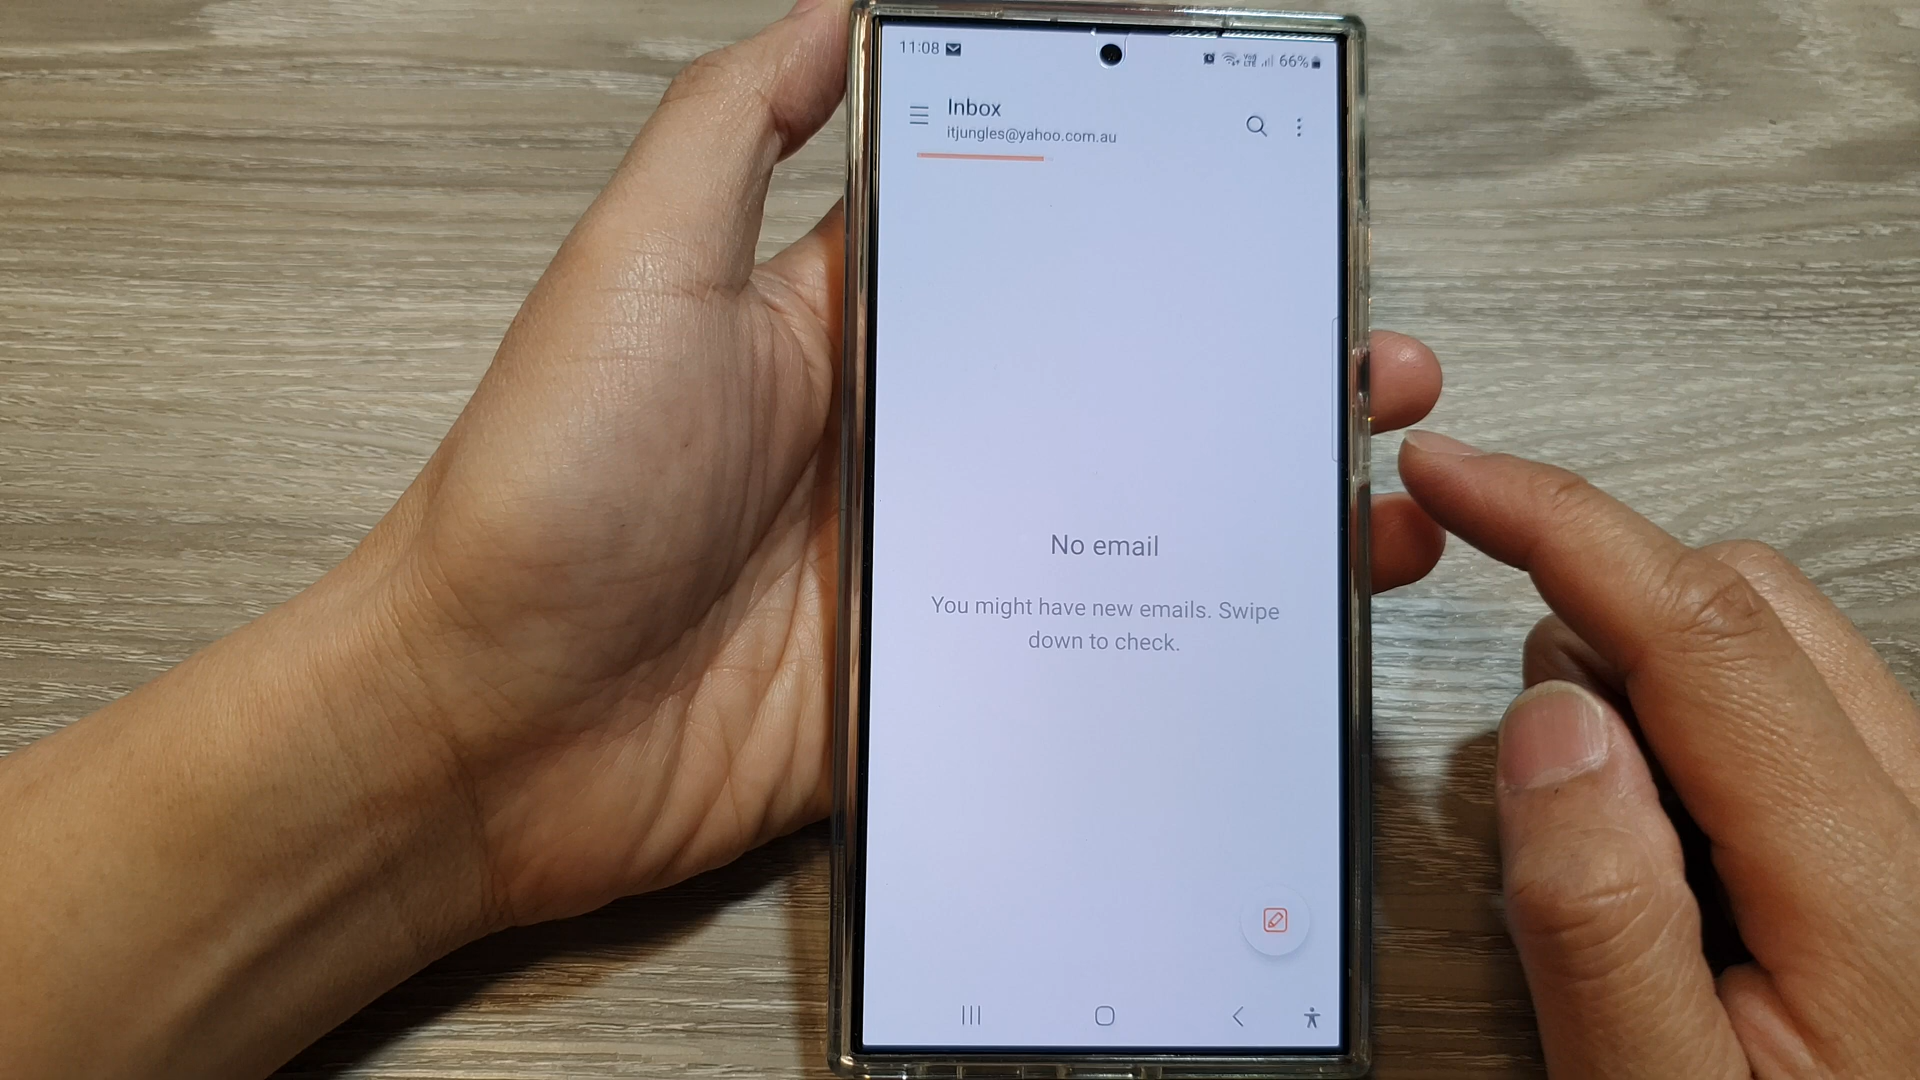 11:08
66%
Inbox
itjungles@yahoo.com.au
No email
You might have new emails. Swipe
down to check.